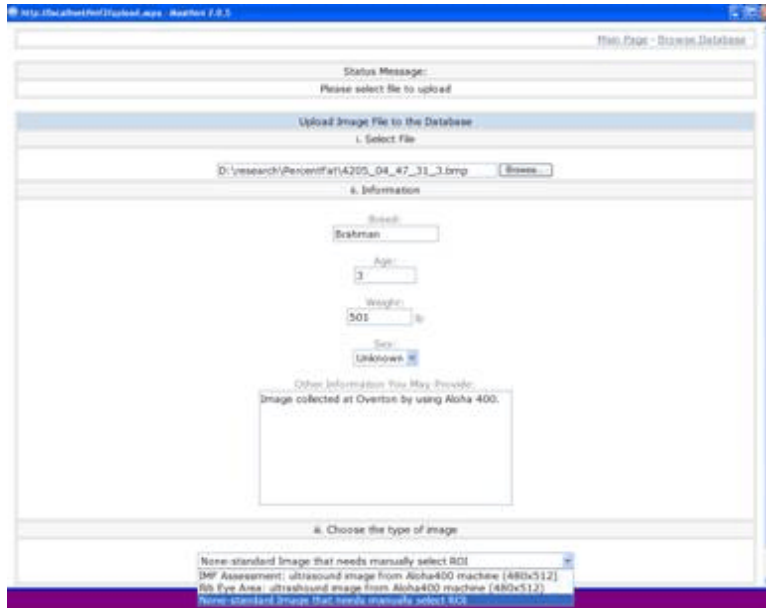 Main Page - Browse Database
Status Message:
Please select file to upload
Upload Image File to the Database
i. Select File
D:\research\PercentFat\4205_04_47_31_3.bmp Browse...
ii. Information
Breed:
Brahman
Age:
3
Weight:
501 lb
Sex:
Unknown
Other Information You May Provide:
Image collected at Overton by using Aloha 400.
iii. Choose the type of image
None-standard Image that needs manually select ROI
IMF Assessment: ultrasound image from Aloha400 machine [480x512]
Rib Eye Area: ultrashound image from Aloha400 machine [480x512]
None-standard Image that needs manually select ROI